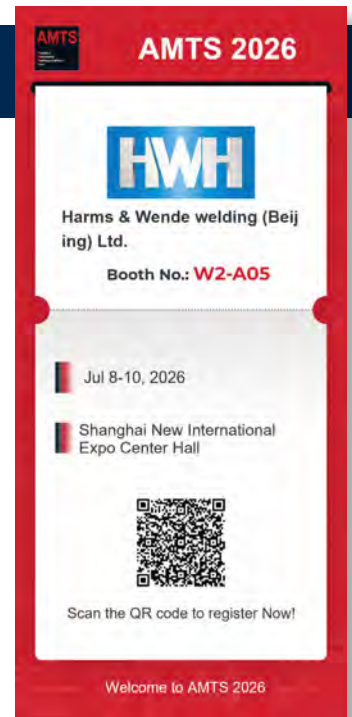 AMTS
AMTS 2026
HWH
Harms & Wende welding (Beij
ing) Ltd.
Booth No.: W2-A05
Jul 8-10, 2026
Shanghai New International
Expo Center Hall
Scan the QR code to register Now!
Welcome to AMTS 2026